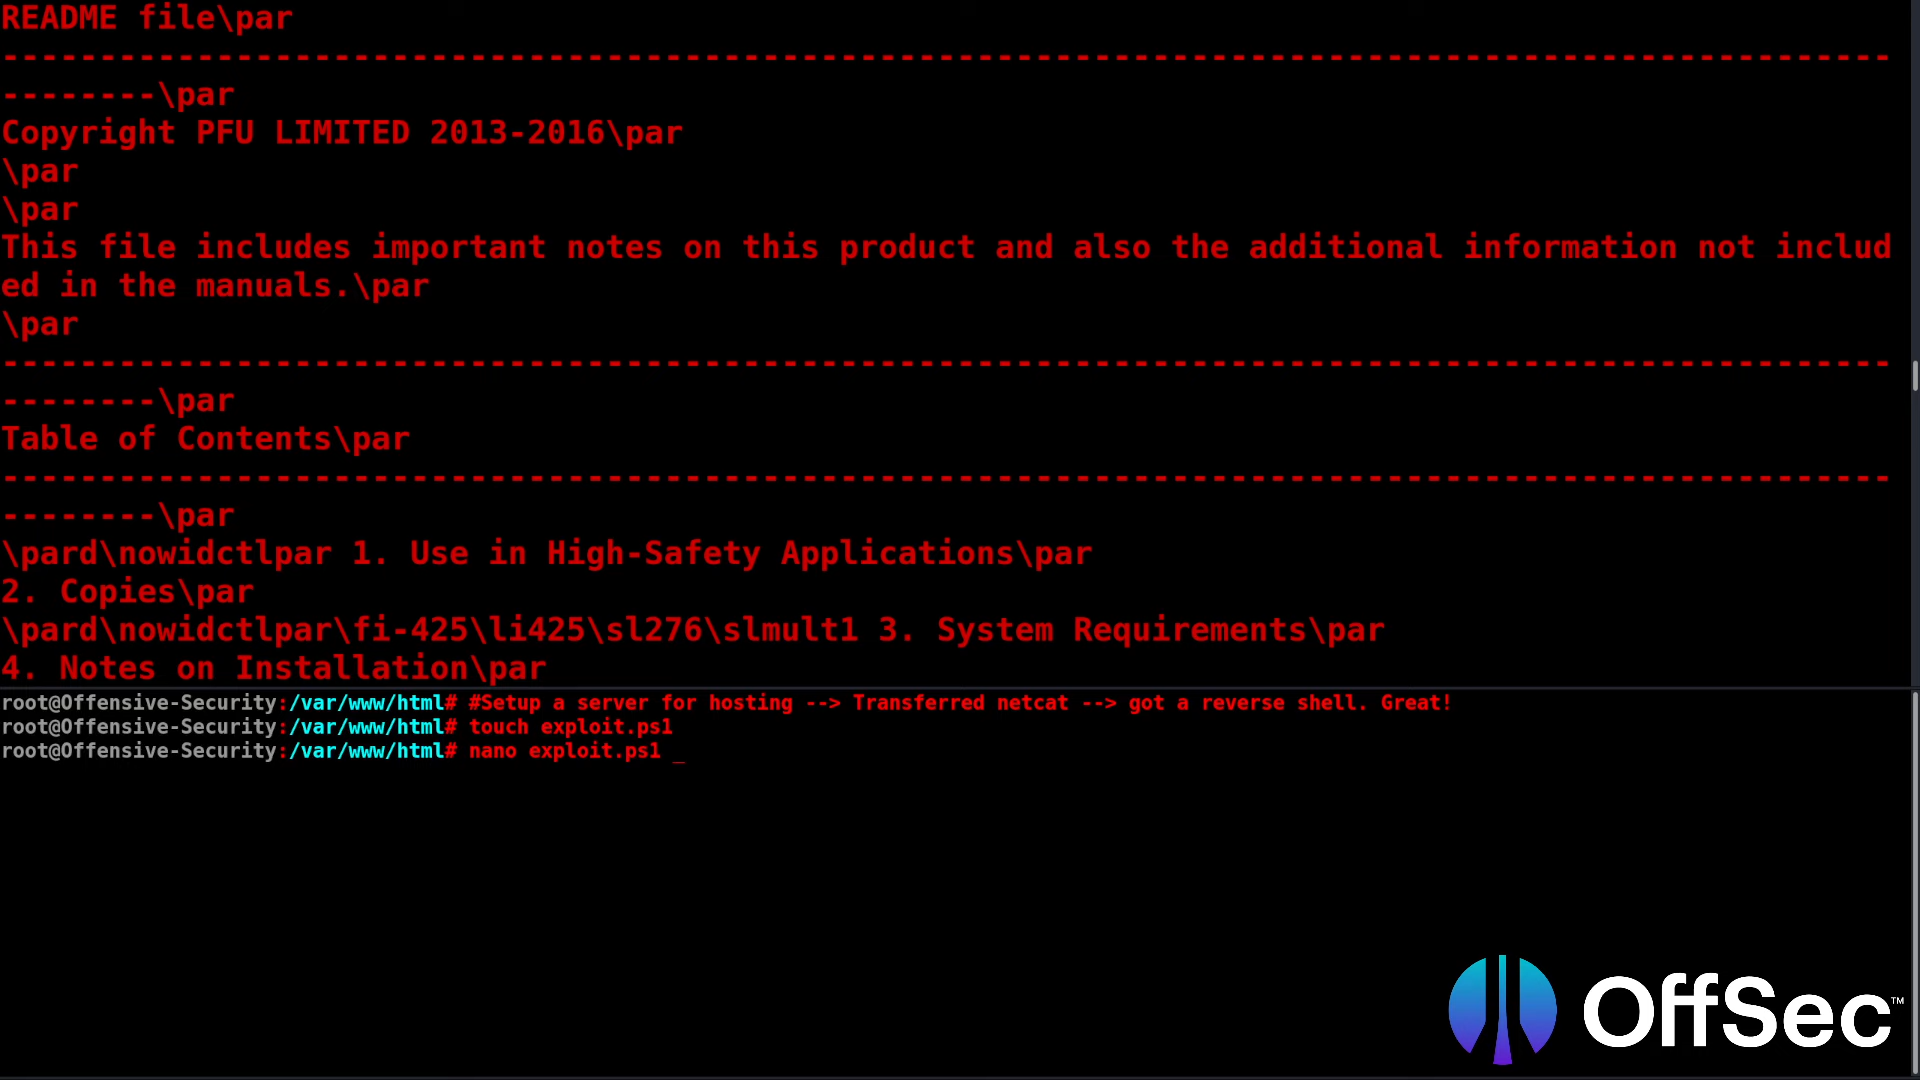 README file\par
-------------------------------------------------------------------------------------------------
--------\par
Copyright PFU LIMITED 2013-2016\par
\par
\par
This file includes important notes on this product and also the additional information not includ
ed in the manuals.\par
\par
-------------------------------------------------------------------------------------------------
--------\par
Table of Contents\par
-------------------------------------------------------------------------------------------------
--------\par
\pard\nowidctlpar 1. Use in High-Safety Applications\par
2. Copies\par
\pard\nowidctlpar\fi-425\li425\sl276\slmult1 3. System Requirements\par
4. Notes on Installation\par
root@Offensive-Security:/var/www/html# #Setup a server for hosting --> Transferred netcat --> got a reverse shell. Great!
root@Offensive-Security:/var/www/html# touch exploit.ps1
root@Offensive-Security:/var/www/html# nano exploit.ps1 _
OffSec™